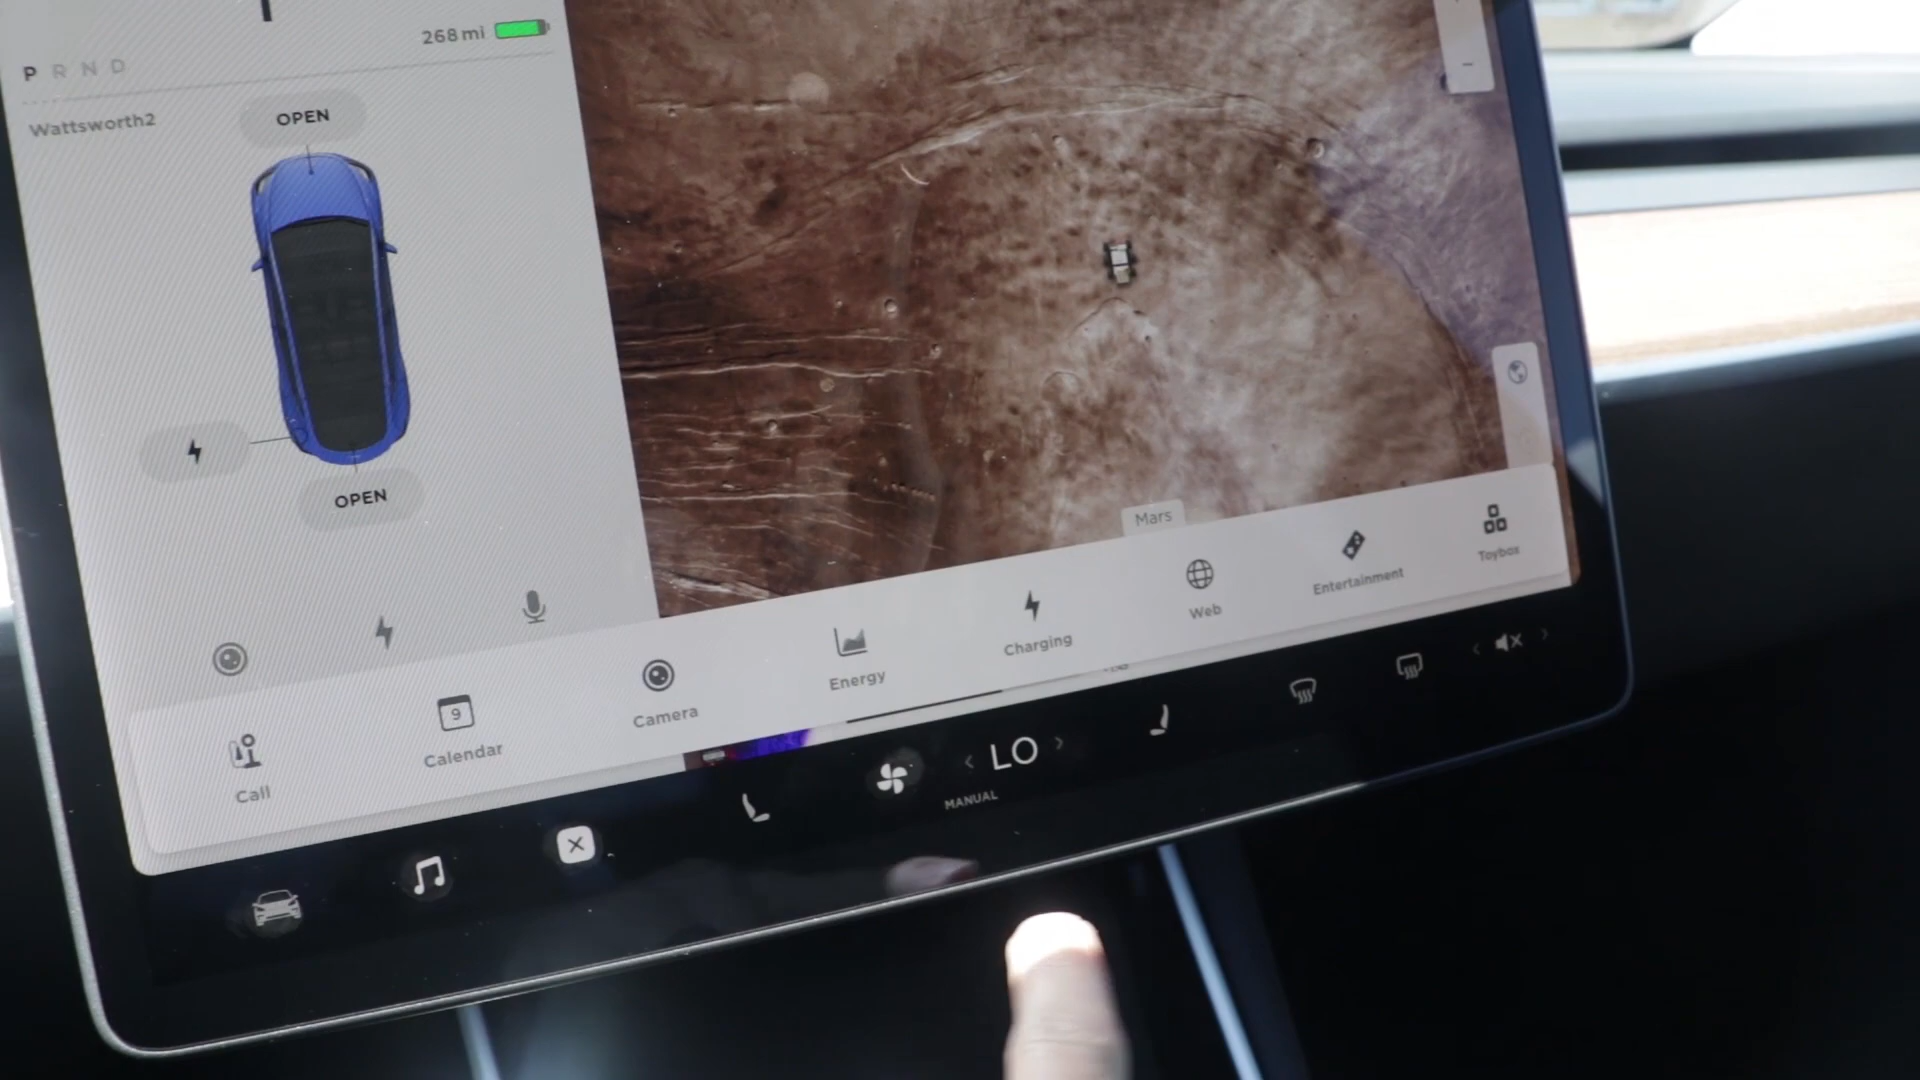 268 mi
P R N D
Wattsworth2
OPEN
OPEN
Mars
Call
9
Calendar
Camera
Energy
Charging
Web
Entertainment
Toybox
LO
MANUAL